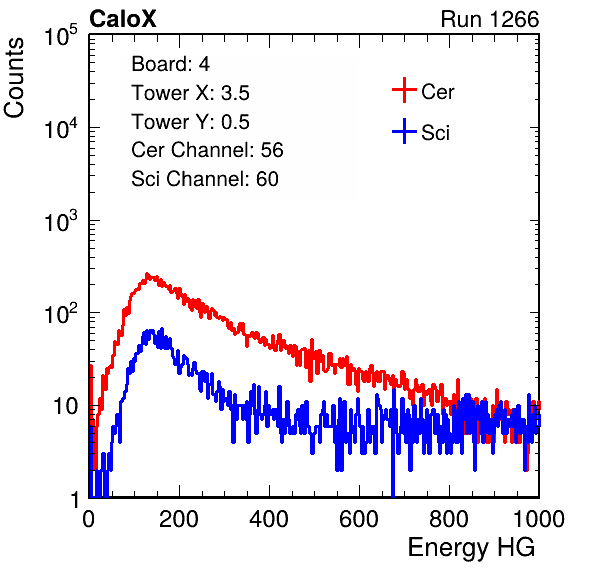 CaloX Run 1266
Counts
10^5
10^4
10^3
10^2
10
1
Board: 4
Tower X: 3.5
Tower Y: 0.5
Cer Channel: 56
Sci Channel: 60
Cer
Sci
0 200 400 600 800 1000
Energy HG